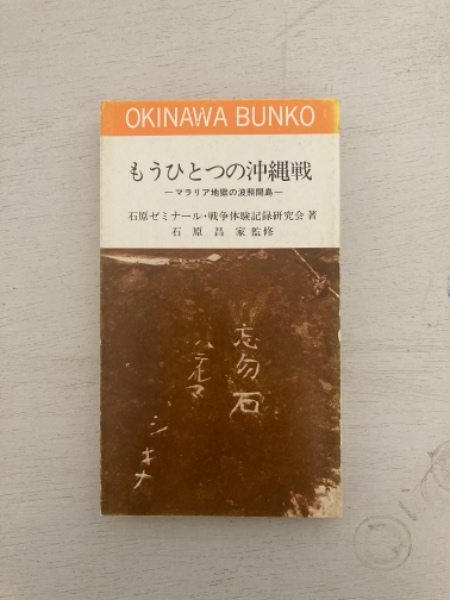 OKINAWA BUNKO
もうひとつの沖縄戦
―マラリア地獄の波照間島―
石原ゼミナール・戦争体験記録研究会 著
石原昌家 監修
忘勿石
ハテルマ
シキナ